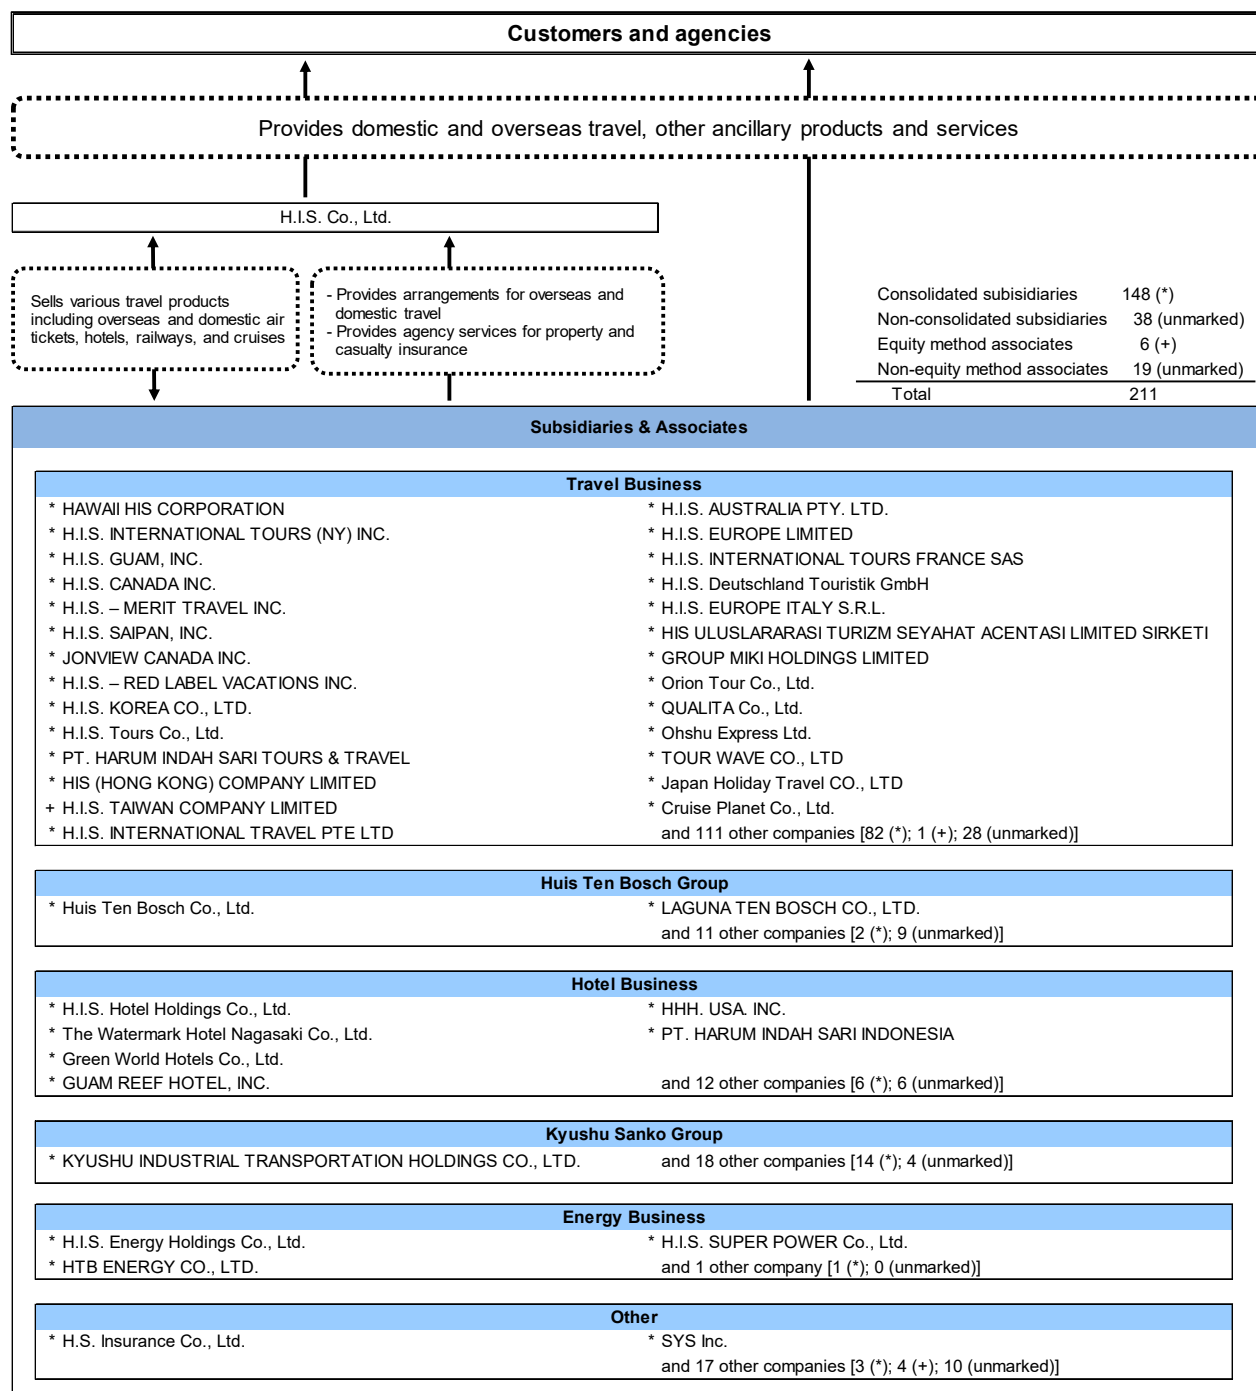 Customers and agencies
Provides domestic and overseas travel, other ancillary products and services
H.I.S. Co., Ltd.
Sells various travel products
including overseas and domestic air
tickets, hotels, railways, and cruises
- Provides arrangements for overseas and
domestic travel
- Provides agency services for property and
casualty insurance
Consolidated subisidiaries 148 (*)
Non-consolidated subsidiaries 38 (unmarked)
Equity method associates 6 (+)
Non-equity method associates 19 (unmarked)
Total 211
Subsidiaries & Associates
Travel Business
* HAWAII HIS CORPORATION
* H.I.S. INTERNATIONAL TOURS (NY) INC.
* H.I.S. GUAM, INC.
* H.I.S. CANADA INC.
* H.I.S. – MERIT TRAVEL INC.
* H.I.S. SAIPAN, INC.
* JONVIEW CANADA INC.
* H.I.S. – RED LABEL VACATIONS INC.
* H.I.S. KOREA CO., LTD.
* H.I.S. Tours Co., Ltd.
* PT. HARUM INDAH SARI TOURS & TRAVEL
* HIS (HONG KONG) COMPANY LIMITED
+ H.I.S. TAIWAN COMPANY LIMITED
* H.I.S. INTERNATIONAL TRAVEL PTE LTD
* H.I.S. AUSTRALIA PTY. LTD.
* H.I.S. EUROPE LIMITED
* H.I.S. INTERNATIONAL TOURS FRANCE SAS
* H.I.S. Deutschland Touristik GmbH
* H.I.S. EUROPE ITALY S.R.L.
* HIS ULUSLARARASI TURIZM SEYAHAT ACENTASI LIMITED SIRKETI
* GROUP MIKI HOLDINGS LIMITED
* Orion Tour Co., Ltd.
* QUALITA Co., Ltd.
* Ohshu Express Ltd.
* TOUR WAVE CO., LTD
* Japan Holiday Travel CO., LTD
* Cruise Planet Co., Ltd.
and 111 other companies [82 (*); 1 (+); 28 (unmarked)]
Huis Ten Bosch Group
* Huis Ten Bosch Co., Ltd.
* LAGUNA TEN BOSCH CO., LTD.
and 11 other companies [2 (*); 9 (unmarked)]
Hotel Business
* H.I.S. Hotel Holdings Co., Ltd.
* The Watermark Hotel Nagasaki Co., Ltd.
* Green World Hotels Co., Ltd.
* GUAM REEF HOTEL, INC.
* HHH. USA. INC.
* PT. HARUM INDAH SARI INDONESIA
and 12 other companies [6 (*); 6 (unmarked)]
Kyushu Sanko Group
* KYUSHU INDUSTRIAL TRANSPORTATION HOLDINGS CO., LTD.
and 18 other companies [14 (*); 4 (unmarked)]
Energy Business
* H.I.S. Energy Holdings Co., Ltd.
* HTB ENERGY CO., LTD.
* H.I.S. SUPER POWER Co., Ltd.
and 1 other company [1 (*); 0 (unmarked)]
Other
* H.S. Insurance Co., Ltd.
* SYS Inc.
and 17 other companies [3 (*); 4 (+); 10 (unmarked)]